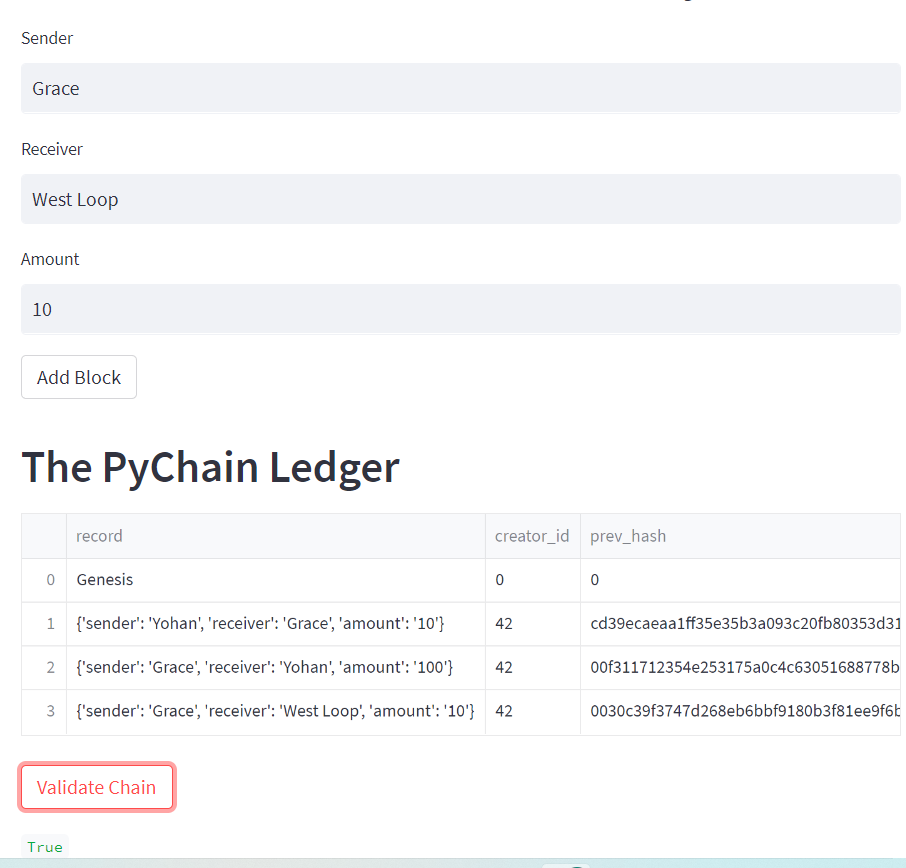 Sender
Grace
Receiver
West Loop
Amount
10
Add Block
The PyChain Ledger
record creator_id prev_hash
0 Genesis 0 0
1 {'sender': 'Yohan', 'receiver': 'Grace', 'amount': '10'} 42 cd39ecaeaa1ff35e35b3a093c20fb80353d31
2 {'sender': 'Grace', 'receiver': 'Yohan', 'amount': '100'} 42 00f311712354e253175a0c4c63051688778b
3 {'sender': 'Grace', 'receiver': 'West Loop', 'amount': '10'} 42 0030c39f3747d268eb6bbf9180b3f81ee9f6b
Validate Chain
True